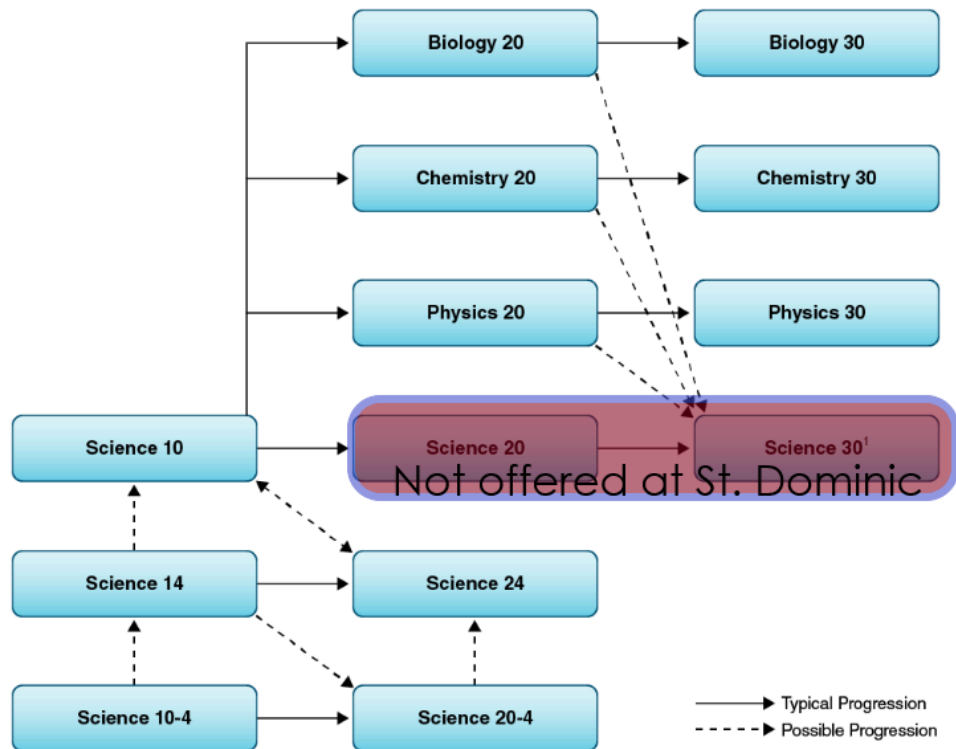 Biology 20
Biology 30
Chemistry 20
Chemistry 30
Physics 20
Physics 30
Science 10
Science 20
Science 30¹
Not offered at St. Dominic
Science 14
Science 24
Science 10-4
Science 20-4
Typical Progression
Possible Progression